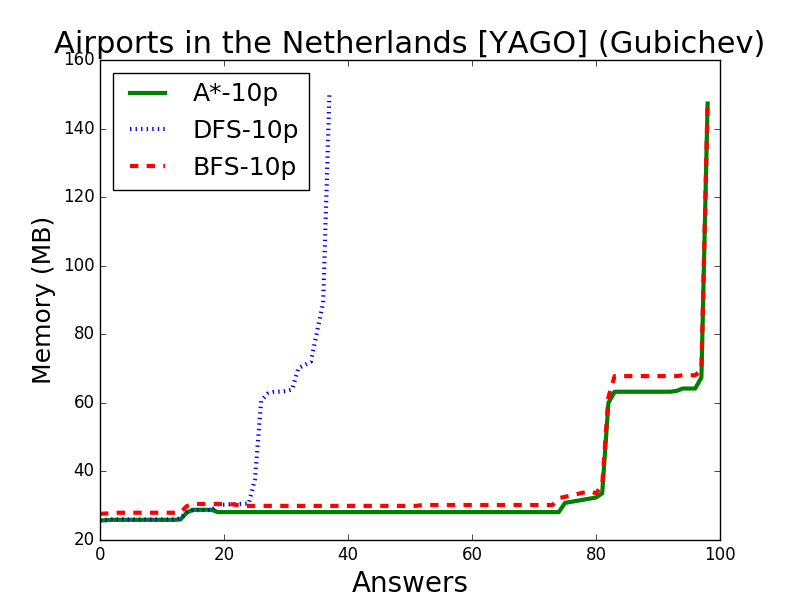 Airports in the Netherlands [YAGO] (Gubichev)
160
140
120
100
80
60
40
20
Memory (MB)
A*-10p
DFS-10p
BFS-10p
0 20 40 60 80 100
Answers